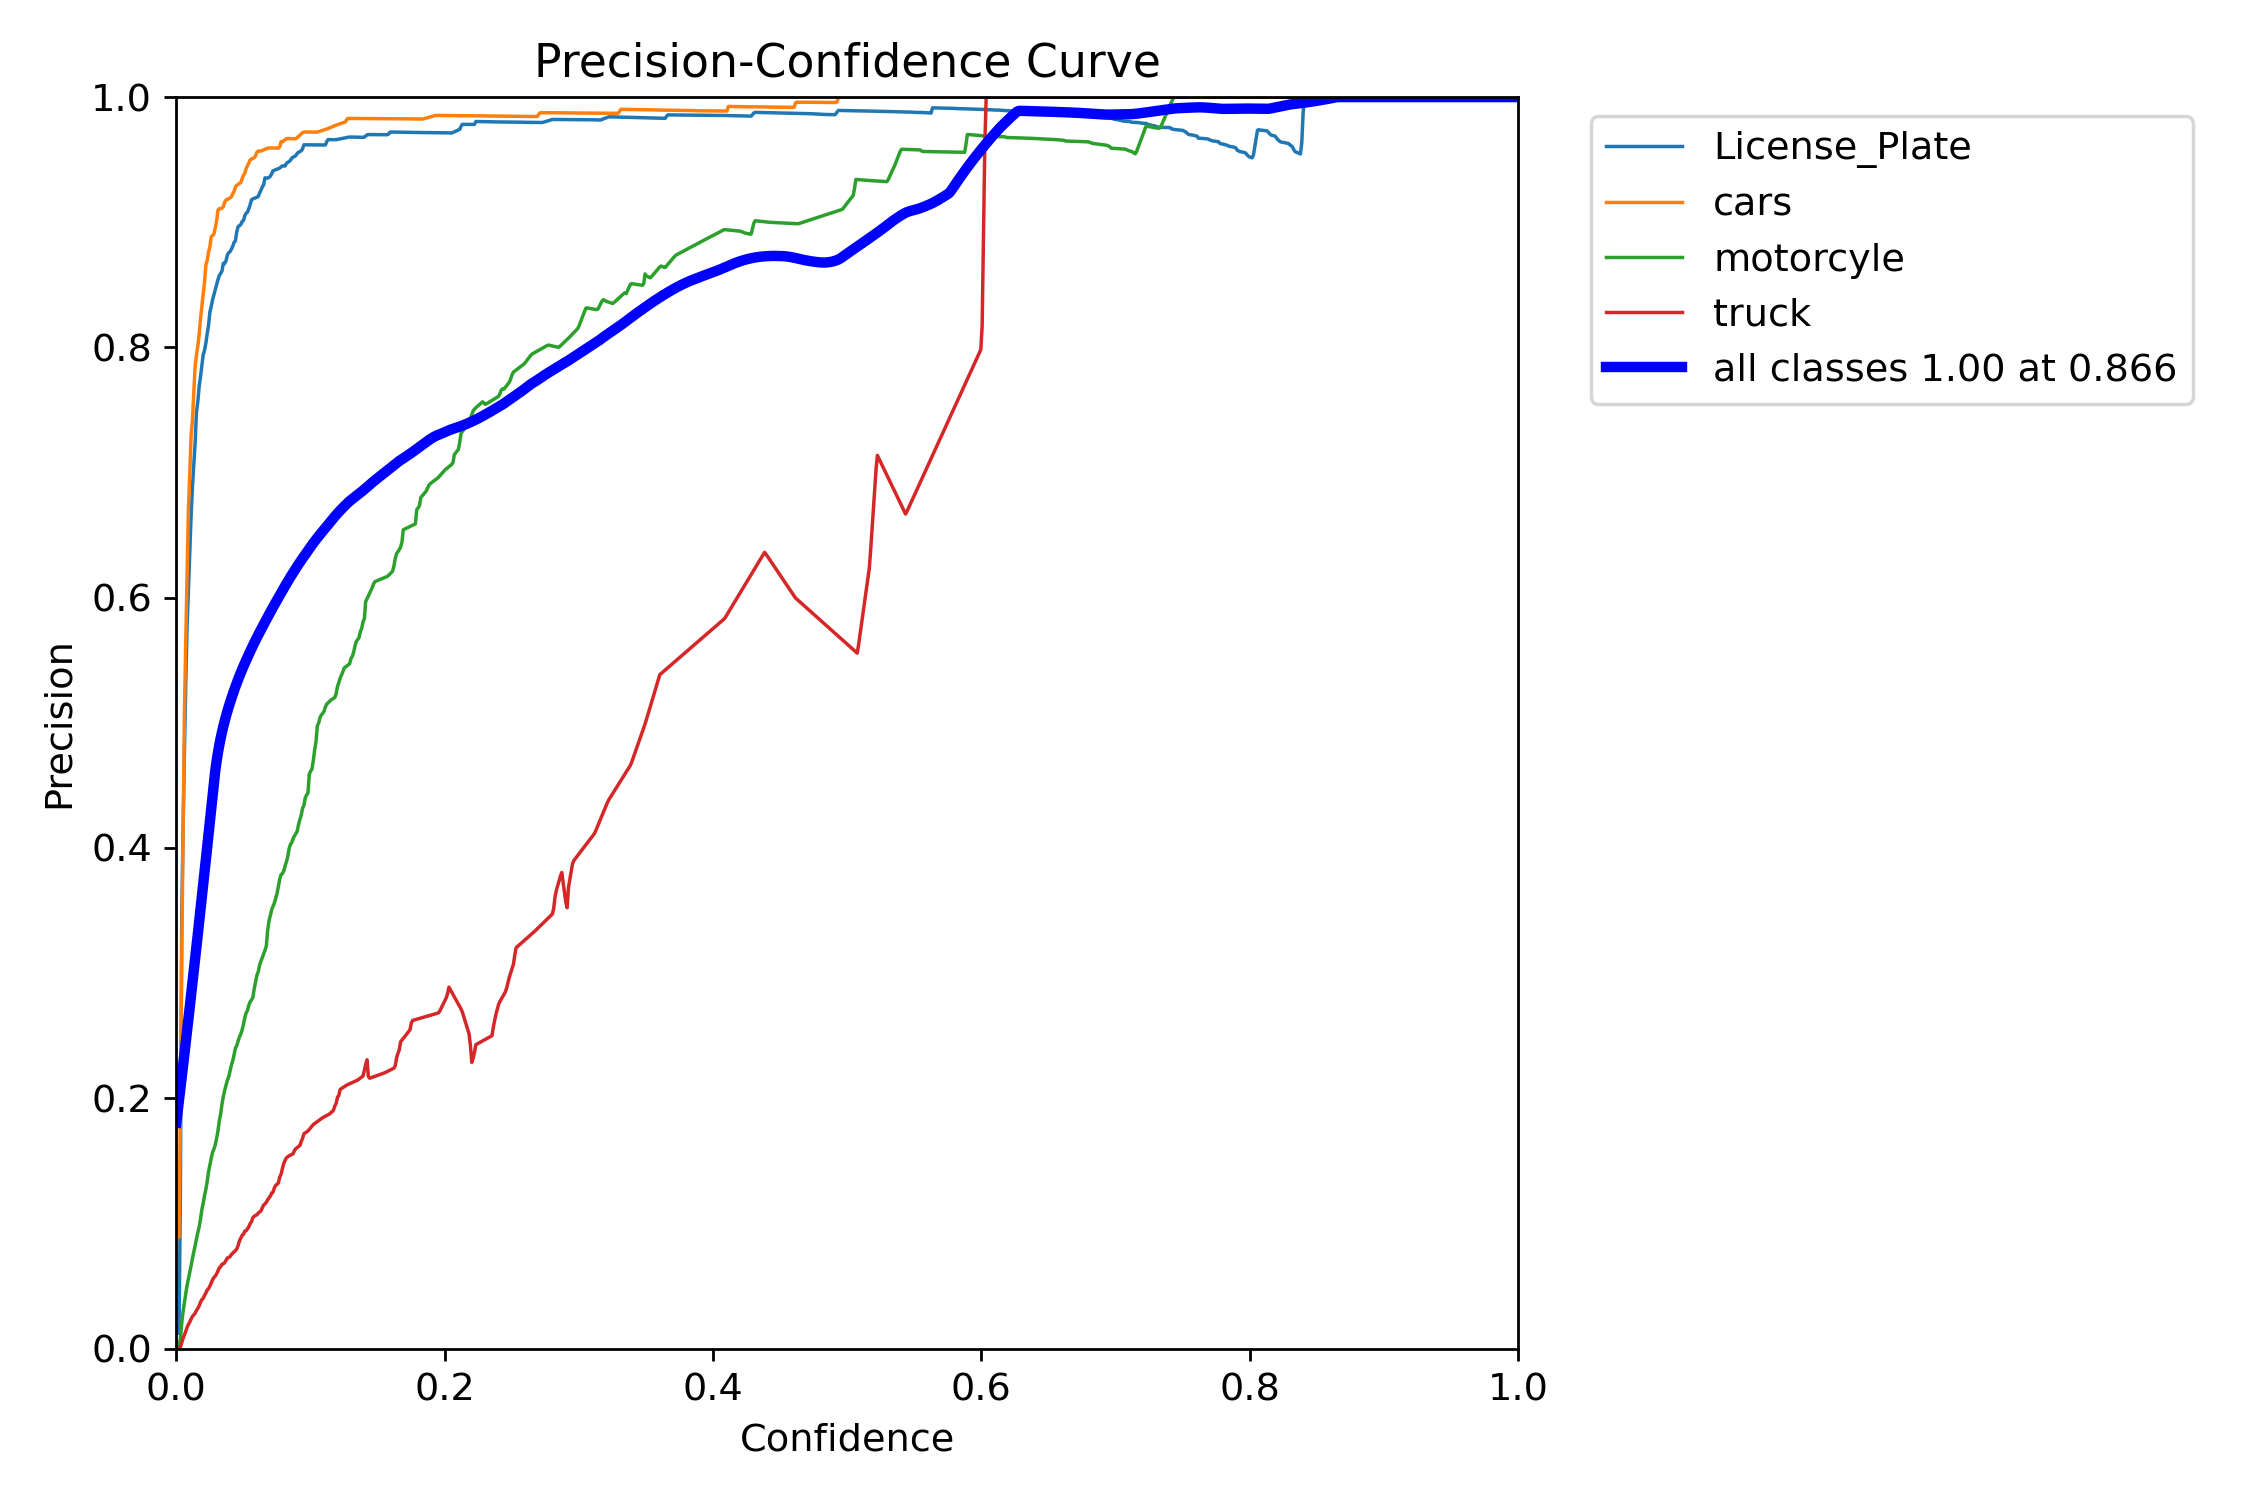 Precision-Confidence Curve
1.0
0.8
0.6
0.4
0.2
0.0
Precision
0.0 0.2 0.4 0.6 0.8 1.0
Confidence
License_Plate
cars
motorcyle
truck
all classes 1.00 at 0.866